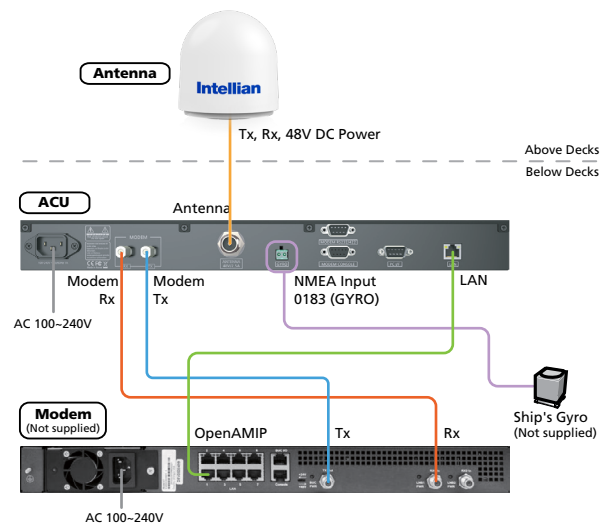 Antenna
Intellian
Tx, Rx, 48V DC Power
Above Decks
Below Decks
ACU
Antenna
MODEM
Modem
Rx
Modem
Tx
NMEA Input
0183 (GYRO)
LAN
AC 100~240V
Ship's Gyro
(Not supplied)
Modem
(Not supplied)
OpenAMIP
Tx
Rx
AC 100~240V